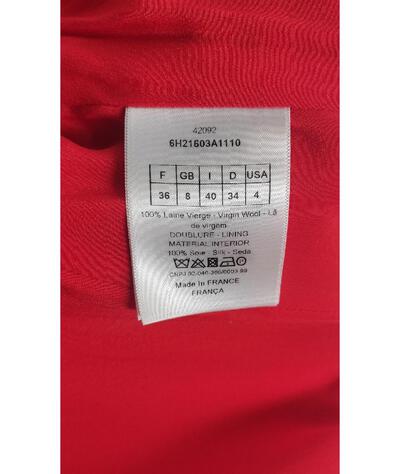 42092
6H21603A1110
F GB I D USA
36 8 40 34 4
100% Laine Vierge - Virgin Wool - Lã
de virgem
DOUBLURE - LINING
MATERIAL INTERIOR
100% Soie - Silk - Seda
Made In FRANCE
FRANÇA